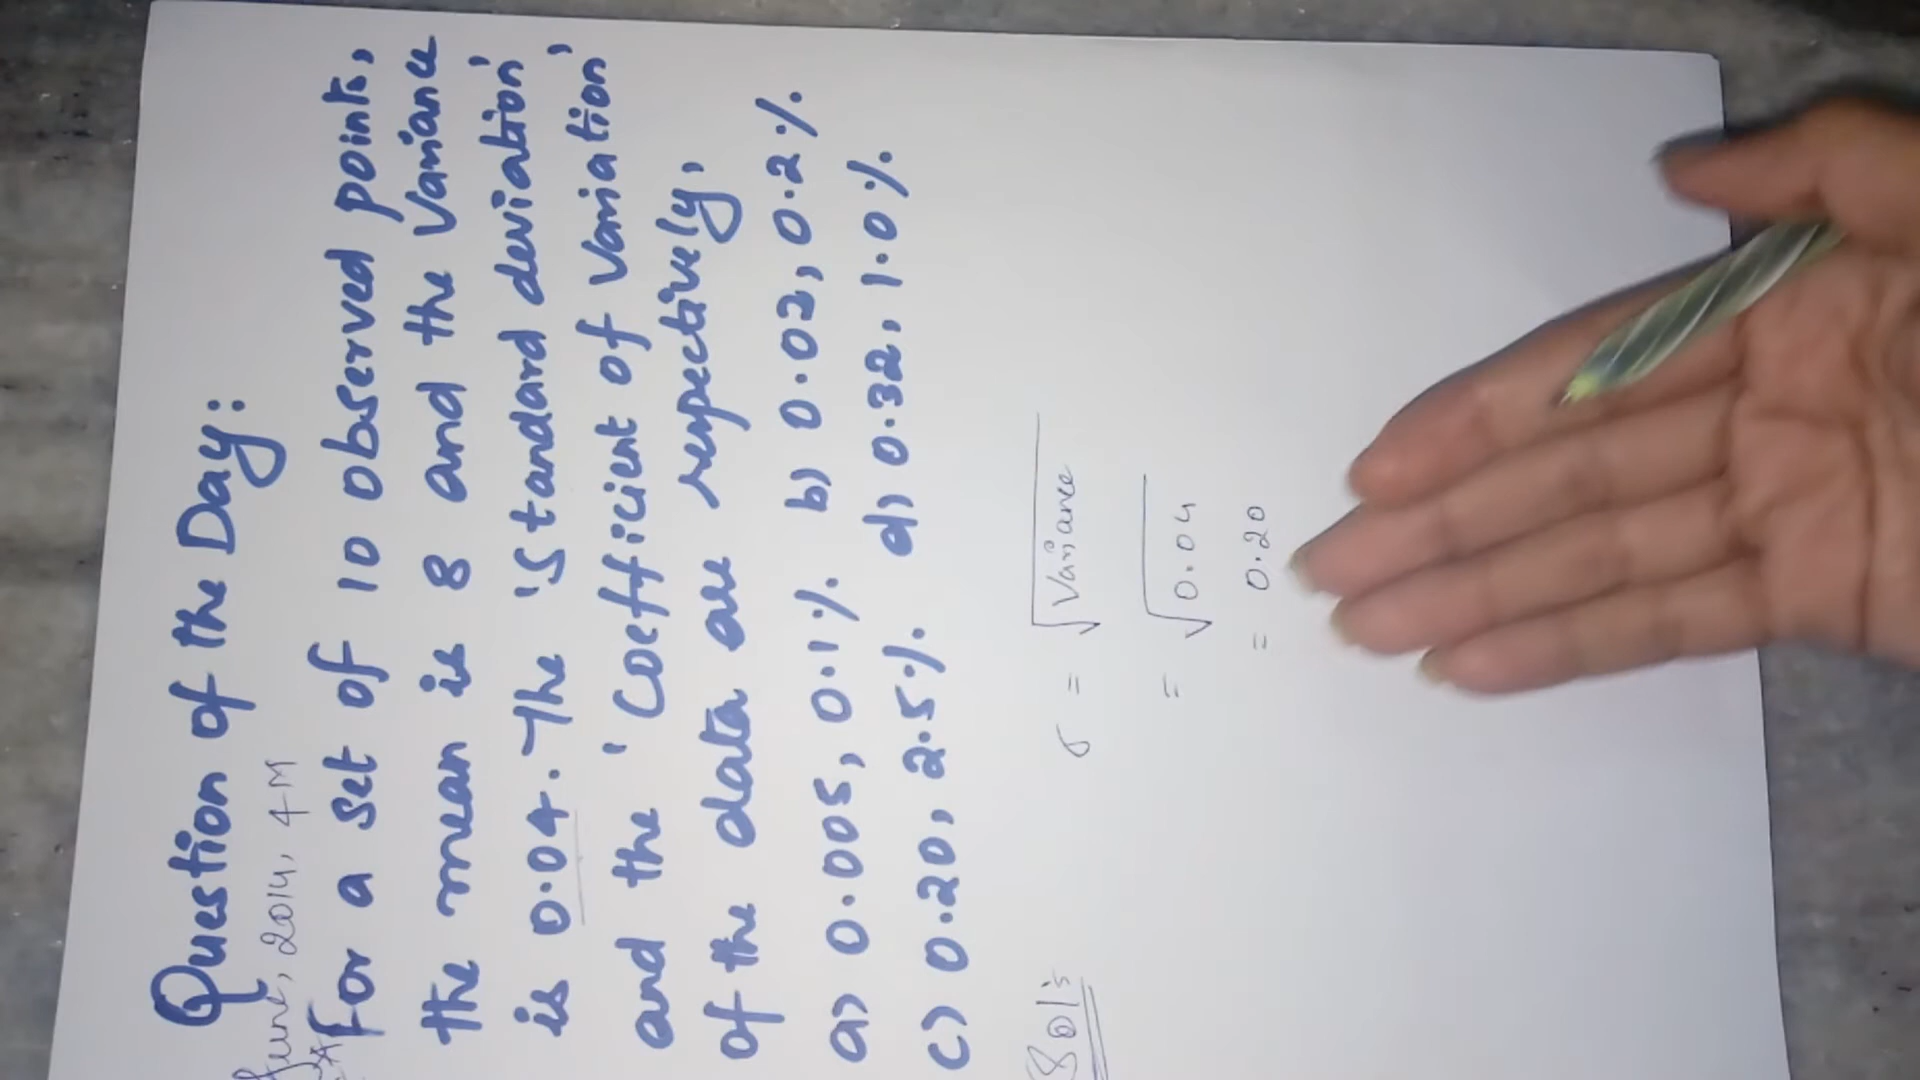 Question of the Day:
June, 2014, 4M
For a set of 10 observed points,
the mean is 8 and the Variance
is 0.04. The 'Standard deviation'
and the 'Coefficient of Variation'
of the data are respectively,
a) 0.005, 0.1% b) 0.02, 0.2%
c) 0.20, 2.5% d) 0.32, 1.0%
Sol:
σ = √Variance
= √0.04
= 0.20